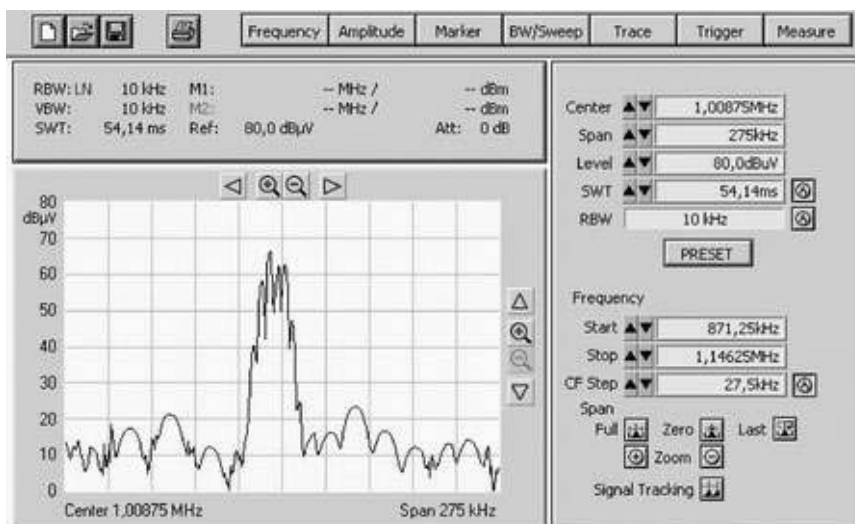 Frequency Amplitude Marker BW/Sweep Trace Trigger Measure
RBW: LN 10 kHz M1: -- MHz / -- dBm
VBW: 10 kHz M2: -- MHz / -- dBm
SWT: 54,14 ms Ref: 80,0 dBµV Att: 0 dB
80
dBµV
70
60
50
40
30
20
10
0
Center 1,00875 MHz Span 275 kHz
Center 1,00875MHz
Span 275kHz
Level 80,0dBuV
SWT 54,14ms
RBW 10 kHz
PRESET
Frequency
Start 871,25kHz
Stop 1,14625MHz
CF Step 27,5kHz
Span
Full Zero Last
Zoom
Signal Tracking